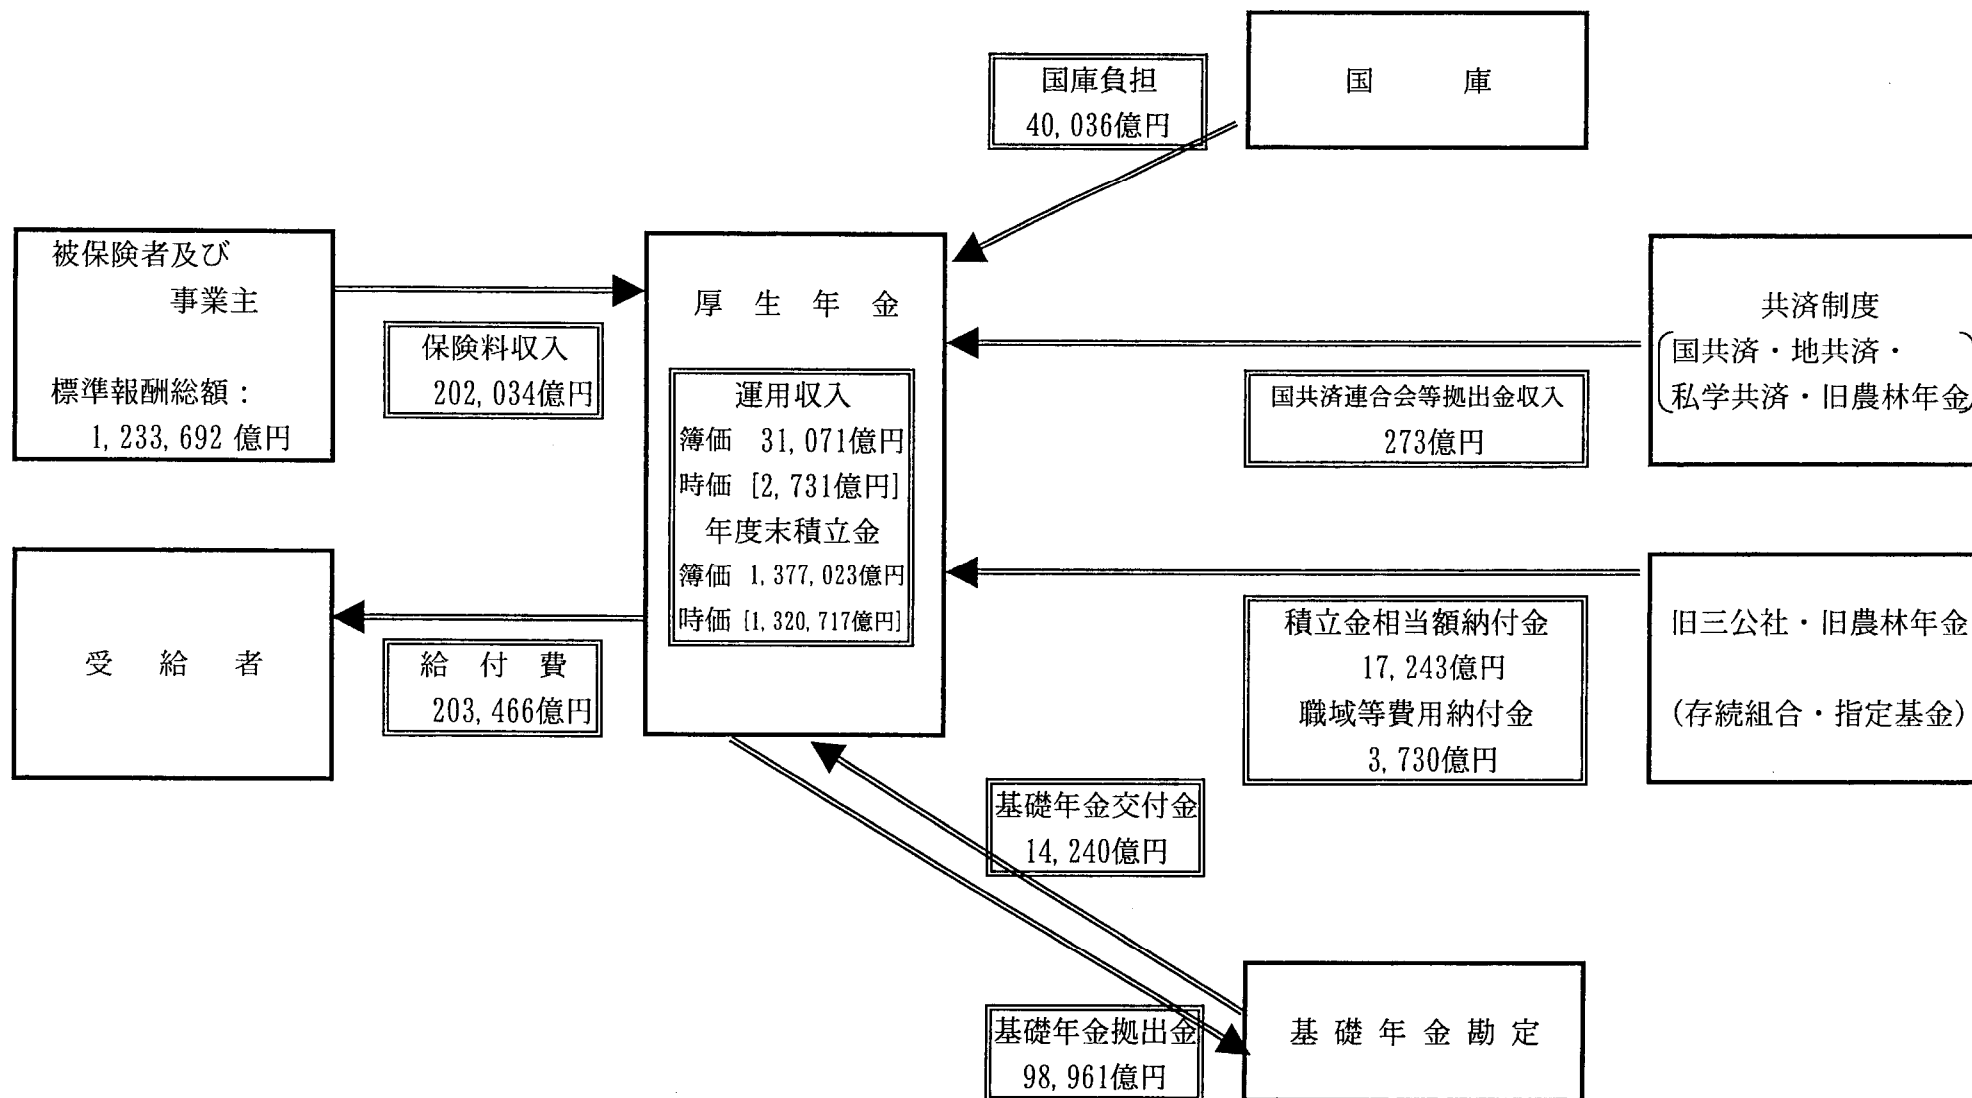 国庫負担
40,036億円
国 庫
被保険者及び
事業主
標準報酬総額：
1,233,692 億円
保険料収入
202,034億円
厚 生 年 金
運用収入
簿価 31,071億円
時価 [2,731億円]
年度末積立金
簿価 1,377,023億円
時価 [1,320,717億円]
共済制度
国共済・地共済・
私学共済・旧農林年金
国共済連合会等拠出金収入
273億円
受 給 者
給 付 費
203,466億円
積立金相当額納付金
17,243億円
職域等費用納付金
3,730億円
旧三公社・旧農林年金
(存続組合・指定基金)
基礎年金交付金
14,240億円
基礎年金拠出金
98,961億円
基 礎 年 金 勘 定